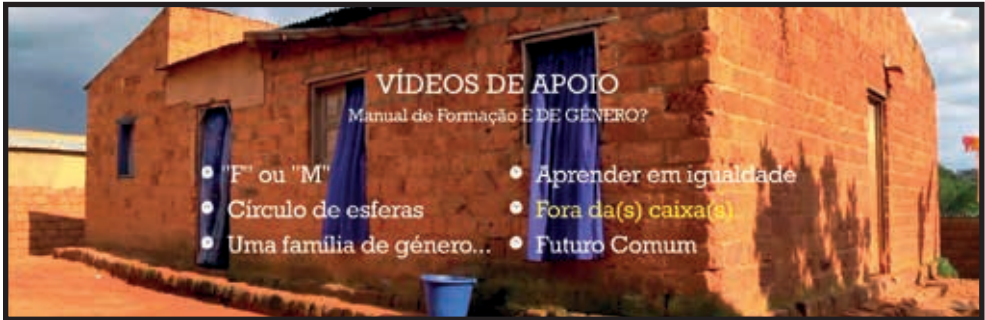 VÍDEOS DE APOIO
Manual de Formação É DE GÉNERO?
"F" ou "M"
Círculo de esferas
Uma família de género...
Aprender em igualdade
Fora da(s) caixa(s)
Futuro Comum